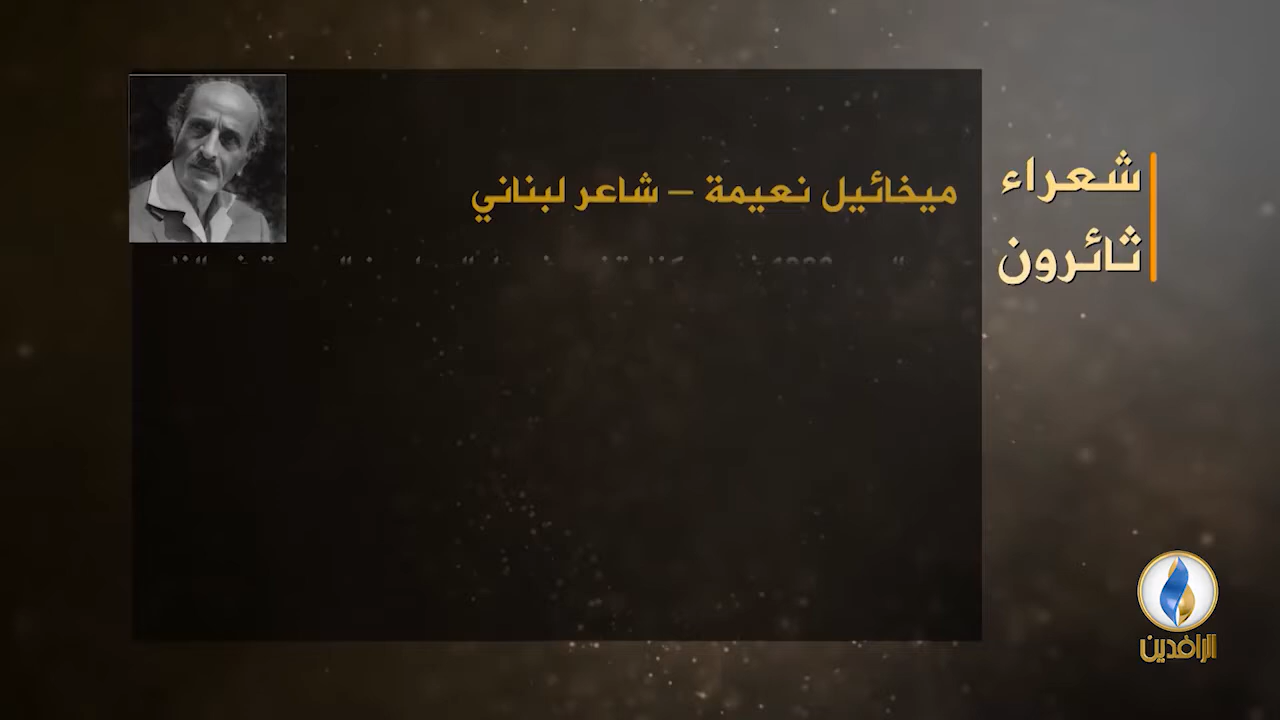 شعراء
ثائرون
ميخائيل نعيمة – شاعر لبناني
الرافدين